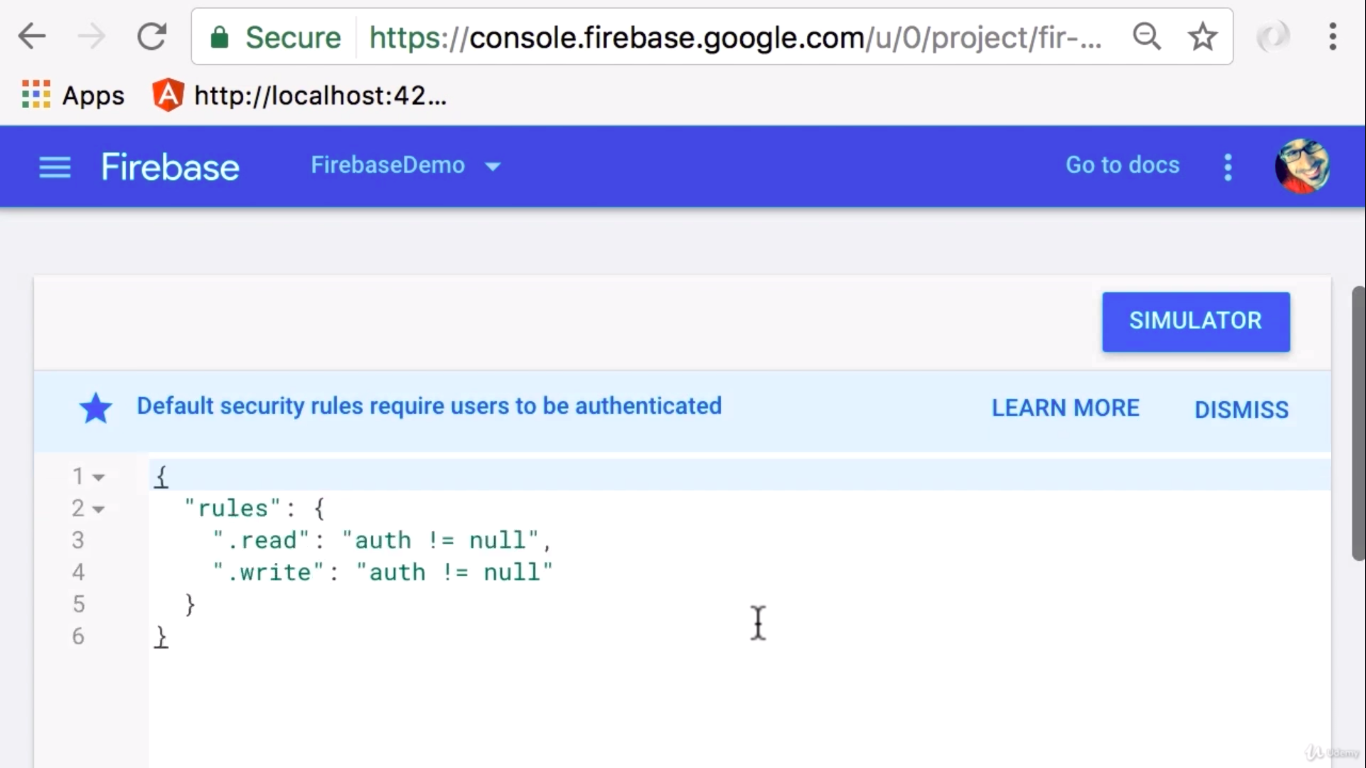 Secure https://console.firebase.google.com/u/0/project/fir-...
Apps http://localhost:42...
Firebase FirebaseDemo Go to docs
SIMULATOR
Default security rules require users to be authenticated LEARN MORE DISMISS
1 {
2 "rules": {
3 ".read": "auth != null",
4 ".write": "auth != null"
5 }
6 }
Udemy